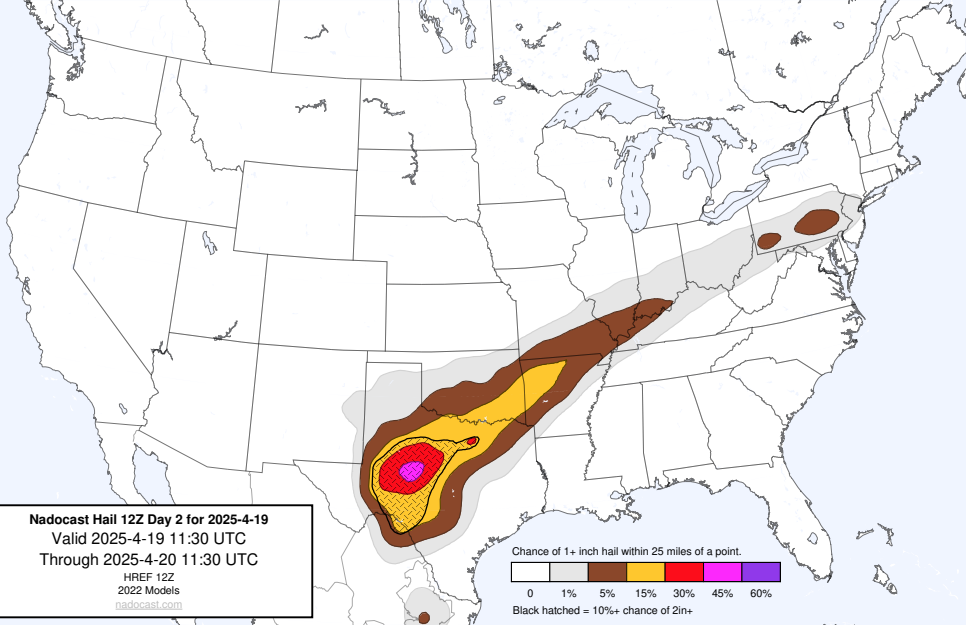 Nadocast Hail 12Z Day 2 for 2025-4-19
Valid 2025-4-19 11:30 UTC
Through 2025-4-20 11:30 UTC
HREF 12Z
2022 Models
nadocast.com
Chance of 1+ inch hail within 25 miles of a point.
0 1% 5% 15% 30% 45% 60%
Black hatched = 10%+ chance of 2in+